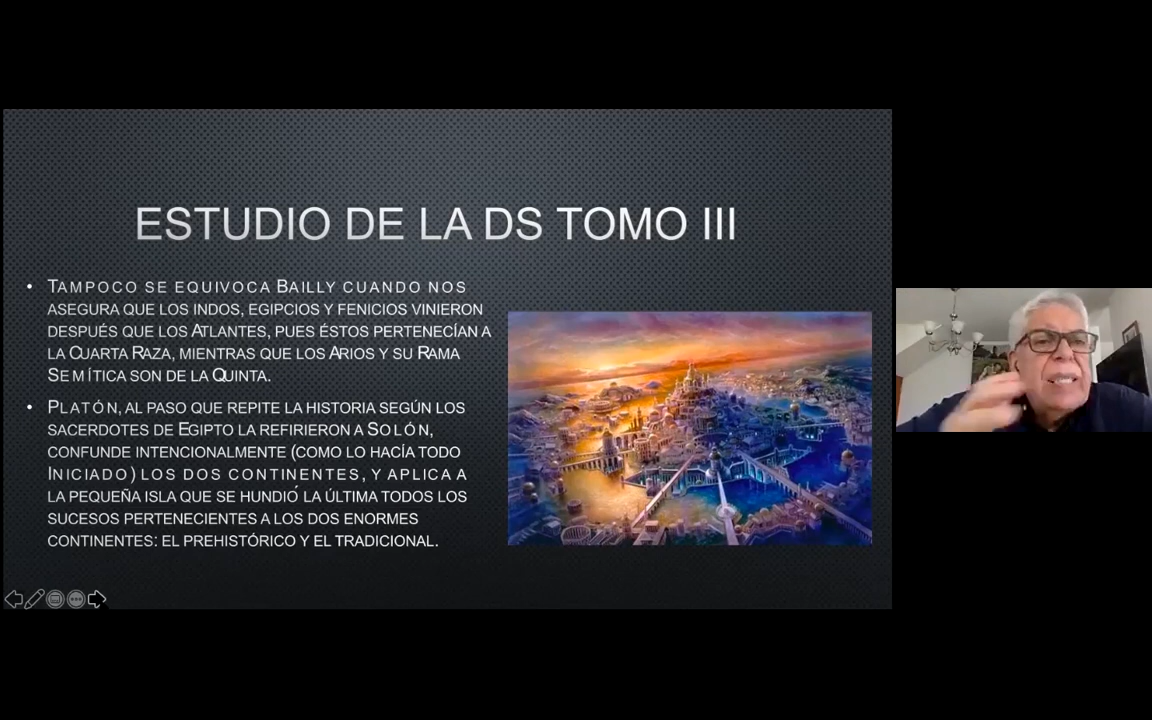 ESTUDIO DE LA DS TOMO III
• TAMPOCO SE EQUIVOCA BAILLY CUANDO NOS
ASEGURA QUE LOS INDOS, EGIPCIOS Y FENICIOS VINIERON
DESPUÉS QUE LOS ATLANTES, PUES ÉSTOS PERTENECÍAN A
LA CUARTA RAZA, MIENTRAS QUE LOS ARIOS Y SU RAMA
SEMÍTICA SON DE LA QUINTA.
• PLATÓN, AL PASO QUE REPITE LA HISTORIA SEGÚN LOS
SACERDOTES DE EGIPTO LA REFIRIERON A SOLÓN,
CONFUNDE INTENCIONALMENTE (COMO LO HACÍA TODO
INICIADO) LOS DOS CONTINENTES, Y APLICA A
LA PEQUEÑA ISLA QUE SE HUNDIÓ LA ÚLTIMA TODOS LOS
SUCESOS PERTENECIENTES A LOS DOS ENORMES
CONTINENTES: EL PREHISTÓRICO Y EL TRADICIONAL.